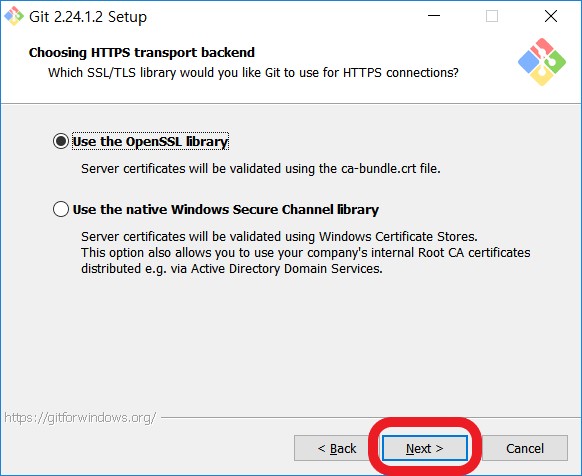 Git 2.24.1.2 Setup
Choosing HTTPS transport backend
Which SSL/TLS library would you like Git to use for HTTPS connections?
Use the OpenSSL library
Server certificates will be validated using the ca-bundle.crt file.
Use the native Windows Secure Channel library
Server certificates will be validated using Windows Certificate Stores.
This option also allows you to use your company's internal Root CA certificates
distributed e.g. via Active Directory Domain Services.
https://gitforwindows.org/
< Back Next > Cancel